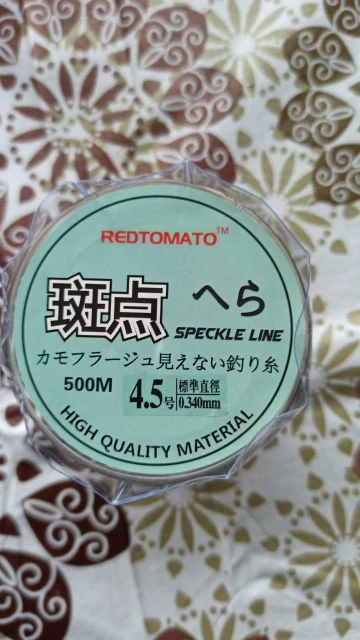 REDTOMATO™
斑点 へら
SPECKLE LINE
カモフラージュ見えない釣り糸
500M 4.5号 標準直徑 0.340mm
HIGH QUALITY MATERIAL